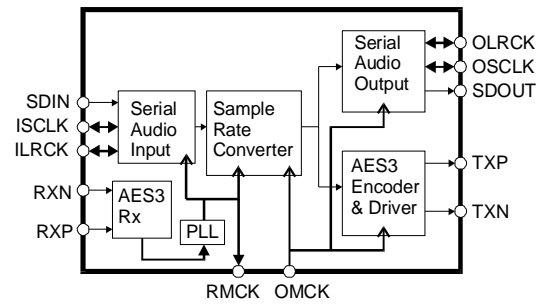 SDIN
ISCLK
ILRCK
RXN
RXP
Serial
Audio
Input
AES3
Rx
PLL
Sample
Rate
Converter
Serial
Audio
Output
AES3
Encoder
& Driver
OLRCK
OSCLK
SDOUT
TXP
TXN
RMCK
OMCK